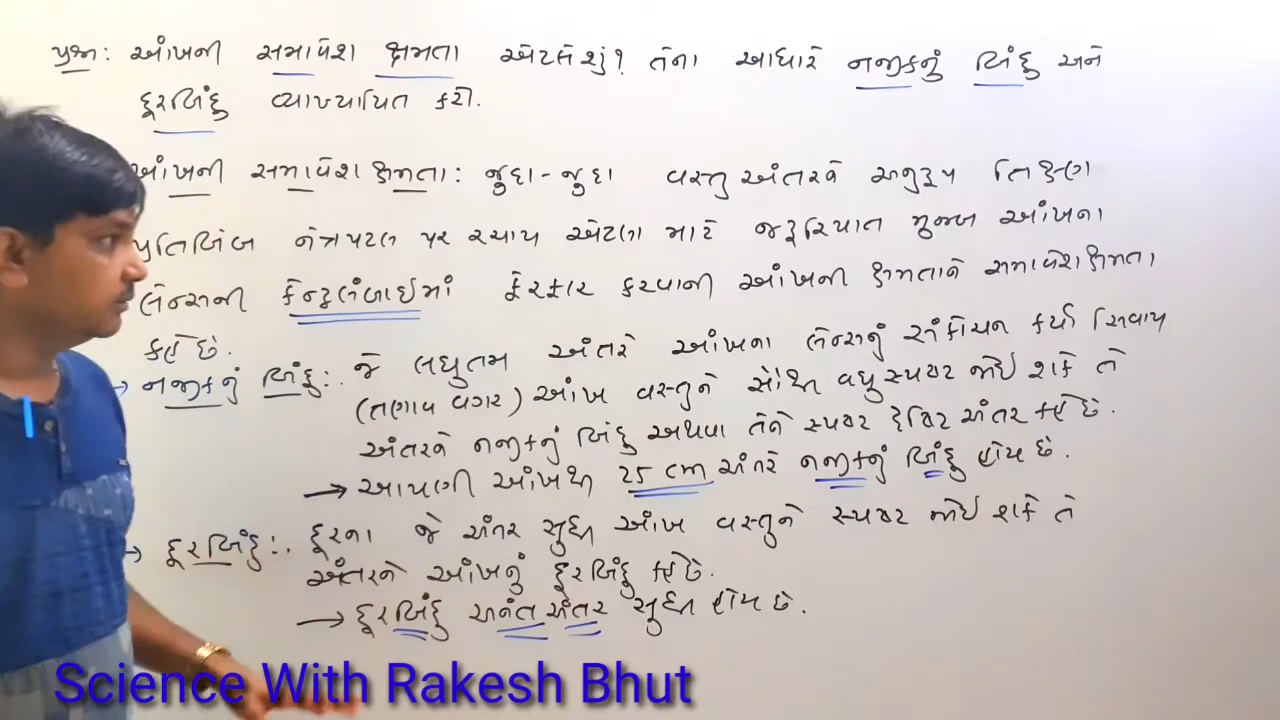 પ્રશ્ન: આંખની સમાવેશ ક્ષમતા એટલે શું? તેના આધારે નજીકનું બિંદુ અને
દૂરબિંદુ વ્યાખ્યાયિત કરો.
આંખની સમાવેશ ક્ષમતા: જુદા-જુદા વસ્તુ અંતરને અનુરૂપ તિક્ષ્ણ
પ્રતિબિંબ નેત્રપટલ પર રચાય એટલા માટે જરૂરિયાત મુજબ આંખના
લેન્સની કેન્દ્રલંબાઈમાં ફેરફાર કરવાની આંખની ક્ષમતાને સમાવેશ ક્ષમતા
કહે છે.
→ નજીકનું બિંદુ:. જે લઘુતમ અંતરે આંખના લેન્સનું સંકોચન કર્યા સિવાય
(તણાવ વગર) આંખ વસ્તુને સૌથી વધુ સ્પષ્ટ જોઈ શકે તે
અંતરને નજીકનું બિંદુ અથવા તેને સ્પષ્ટ દ્રષ્ટિ અંતર કહે છે.
→ આપણી આંખથી 25 cm અંતરે નજીકનું બિંદુ હોય છે.
→ દૂરબિંદુ:. દૂરના જે અંતર સુધી આંખ વસ્તુને સ્પષ્ટ જોઈ શકે તે
અંતરને આંખનું દૂરબિંદુ કહે છે.
→ દૂરબિંદુ અનંત અંતર સુધી હોય છે.
Science With Rakesh Bhut